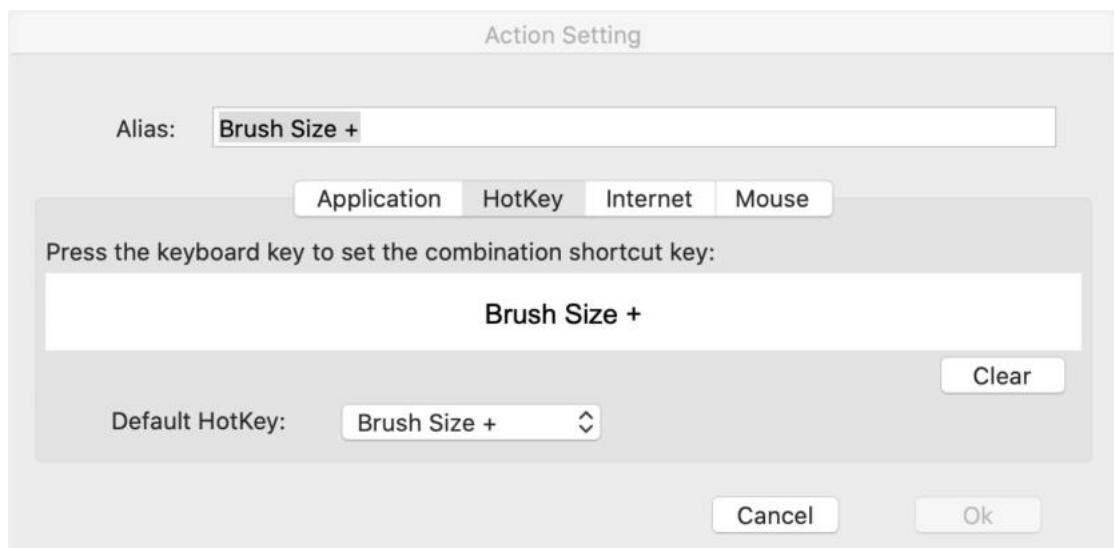 Action Setting
Alias: Brush Size +
Application HotKey Internet Mouse
Press the keyboard key to set the combination shortcut key:
Brush Size +
Clear
Default HotKey: Brush Size +
Cancel Ok